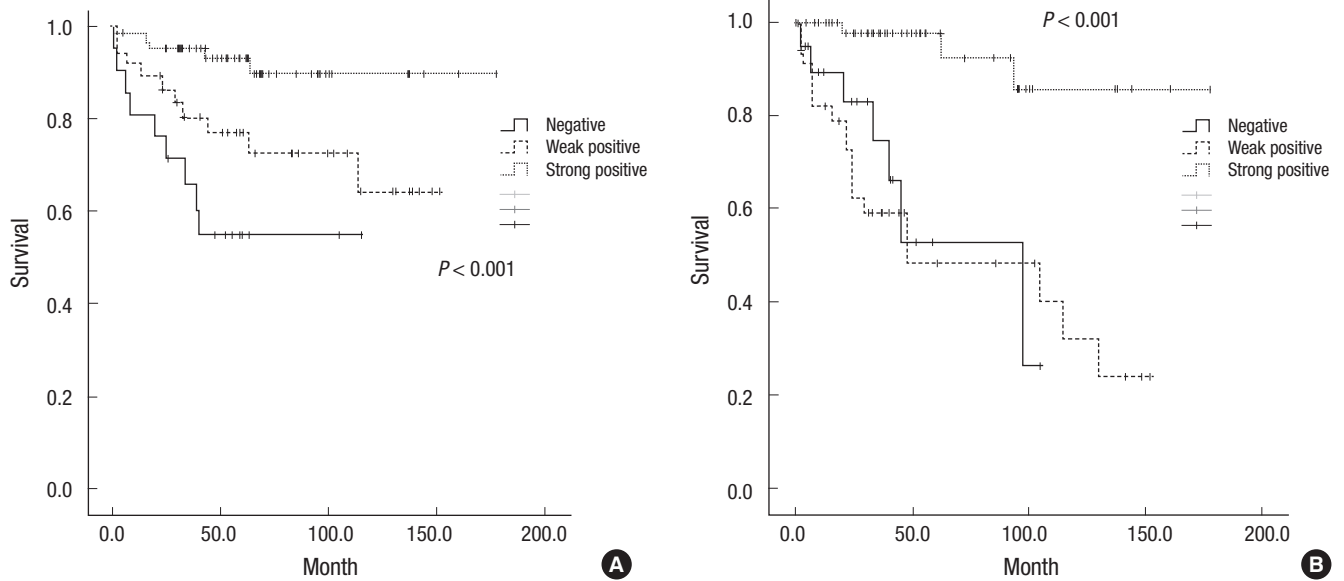 1.0
0.8
0.6
0.4
0.2
0.0
Survival
0.0 50.0 100.0 150.0 200.0
Month
Negative
Weak positive
Strong positive
P < 0.001
A
P < 0.001
1.0
0.8
0.6
0.4
0.2
0.0
Survival
0.0 50.0 100.0 150.0 200.0
Month
Negative
Weak positive
Strong positive
B